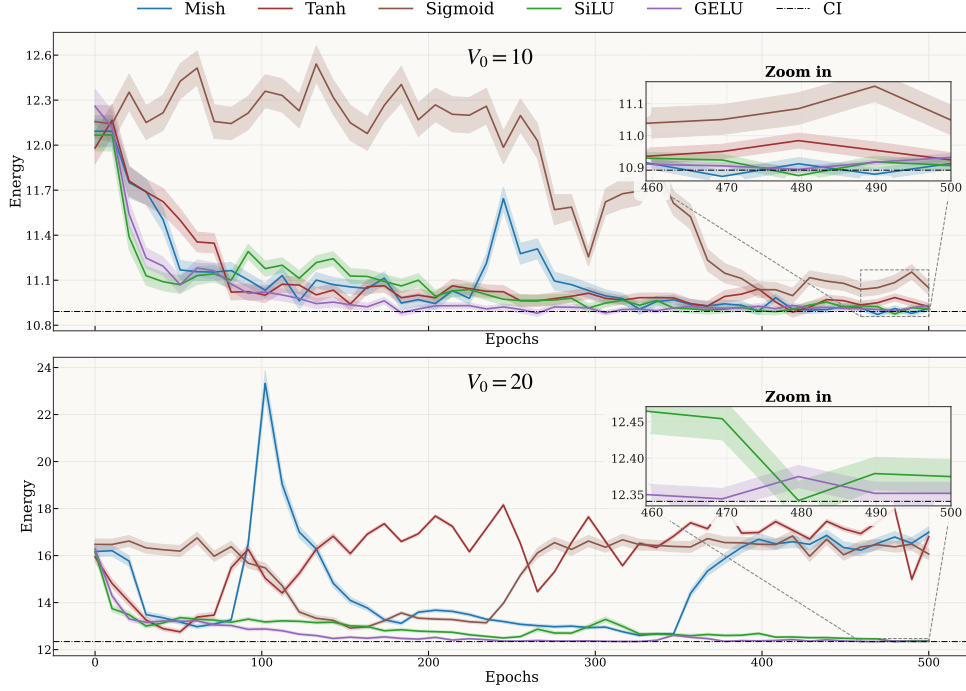 Mish Tanh Sigmoid SiLU GELU CI
V₀ = 10
Zoom in
12.6
12.3
12.0
11.7
11.4
11.1
10.8
Energy
11.1
11.0
10.9
460 470 480 490 500
Epochs
V₀ = 20
Zoom in
24
22
20
18
16
14
12
Energy
12.45
12.40
12.35
460 470 480 490 500
0 100 200 300 400 500
Epochs